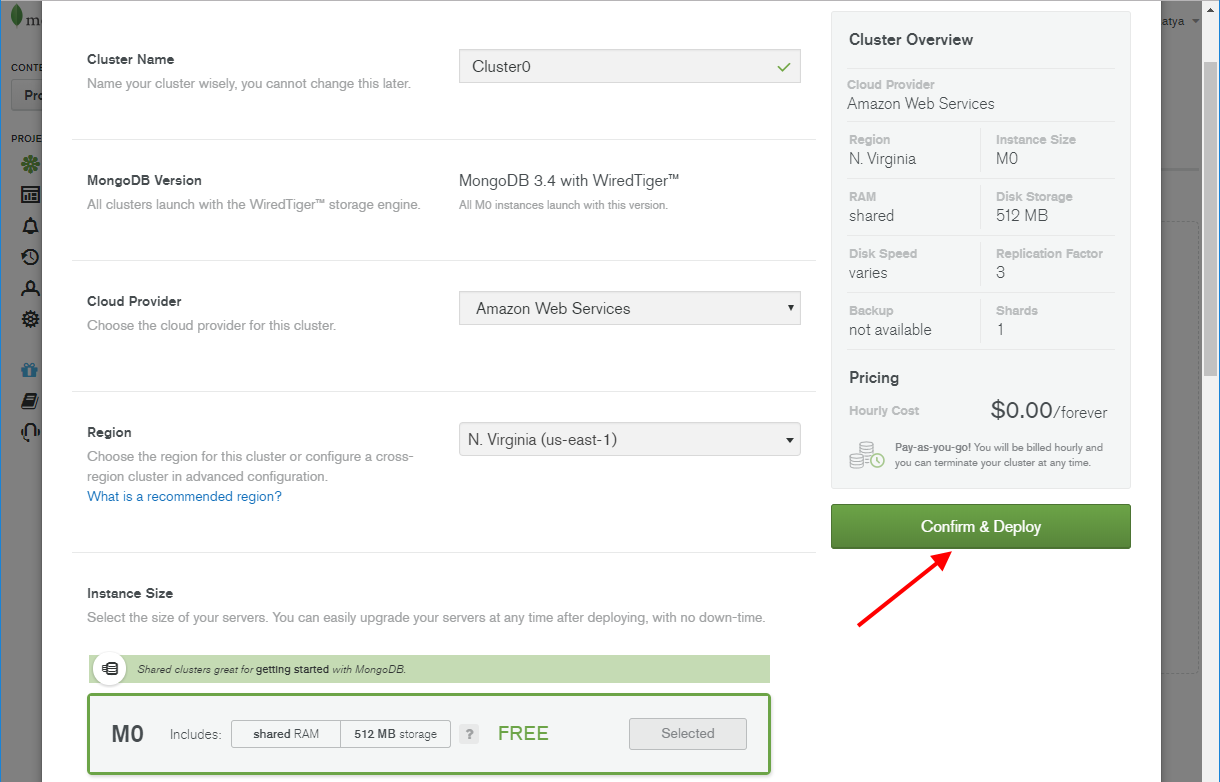 m
atya
CONTE
Pro
PROJE
Cluster Name
Name your cluster wisely, you cannot change this later.
Cluster0
MongoDB Version
All clusters launch with the WiredTiger™ storage engine.
MongoDB 3.4 with WiredTiger™
All M0 instances launch with this version.
Cloud Provider
Choose the cloud provider for this cluster.
Amazon Web Services
Region
Choose the region for this cluster or configure a cross-
region cluster in advanced configuration.
What is a recommended region?
N. Virginia (us-east-1)
Instance Size
Select the size of your servers. You can easily upgrade your servers at any time after deploying, with no down-time.
Shared clusters great for getting started with MongoDB.
M0 Includes: shared RAM 512 MB storage ? FREE Selected
Cluster Overview
Cloud Provider
Amazon Web Services
Region Instance Size
N. Virginia M0
RAM Disk Storage
shared 512 MB
Disk Speed Replication Factor
varies 3
Backup Shards
not available 1
Pricing
Hourly Cost $0.00/forever
Pay-as-you-go! You will be billed hourly and
you can terminate your cluster at any time.
Confirm & Deploy